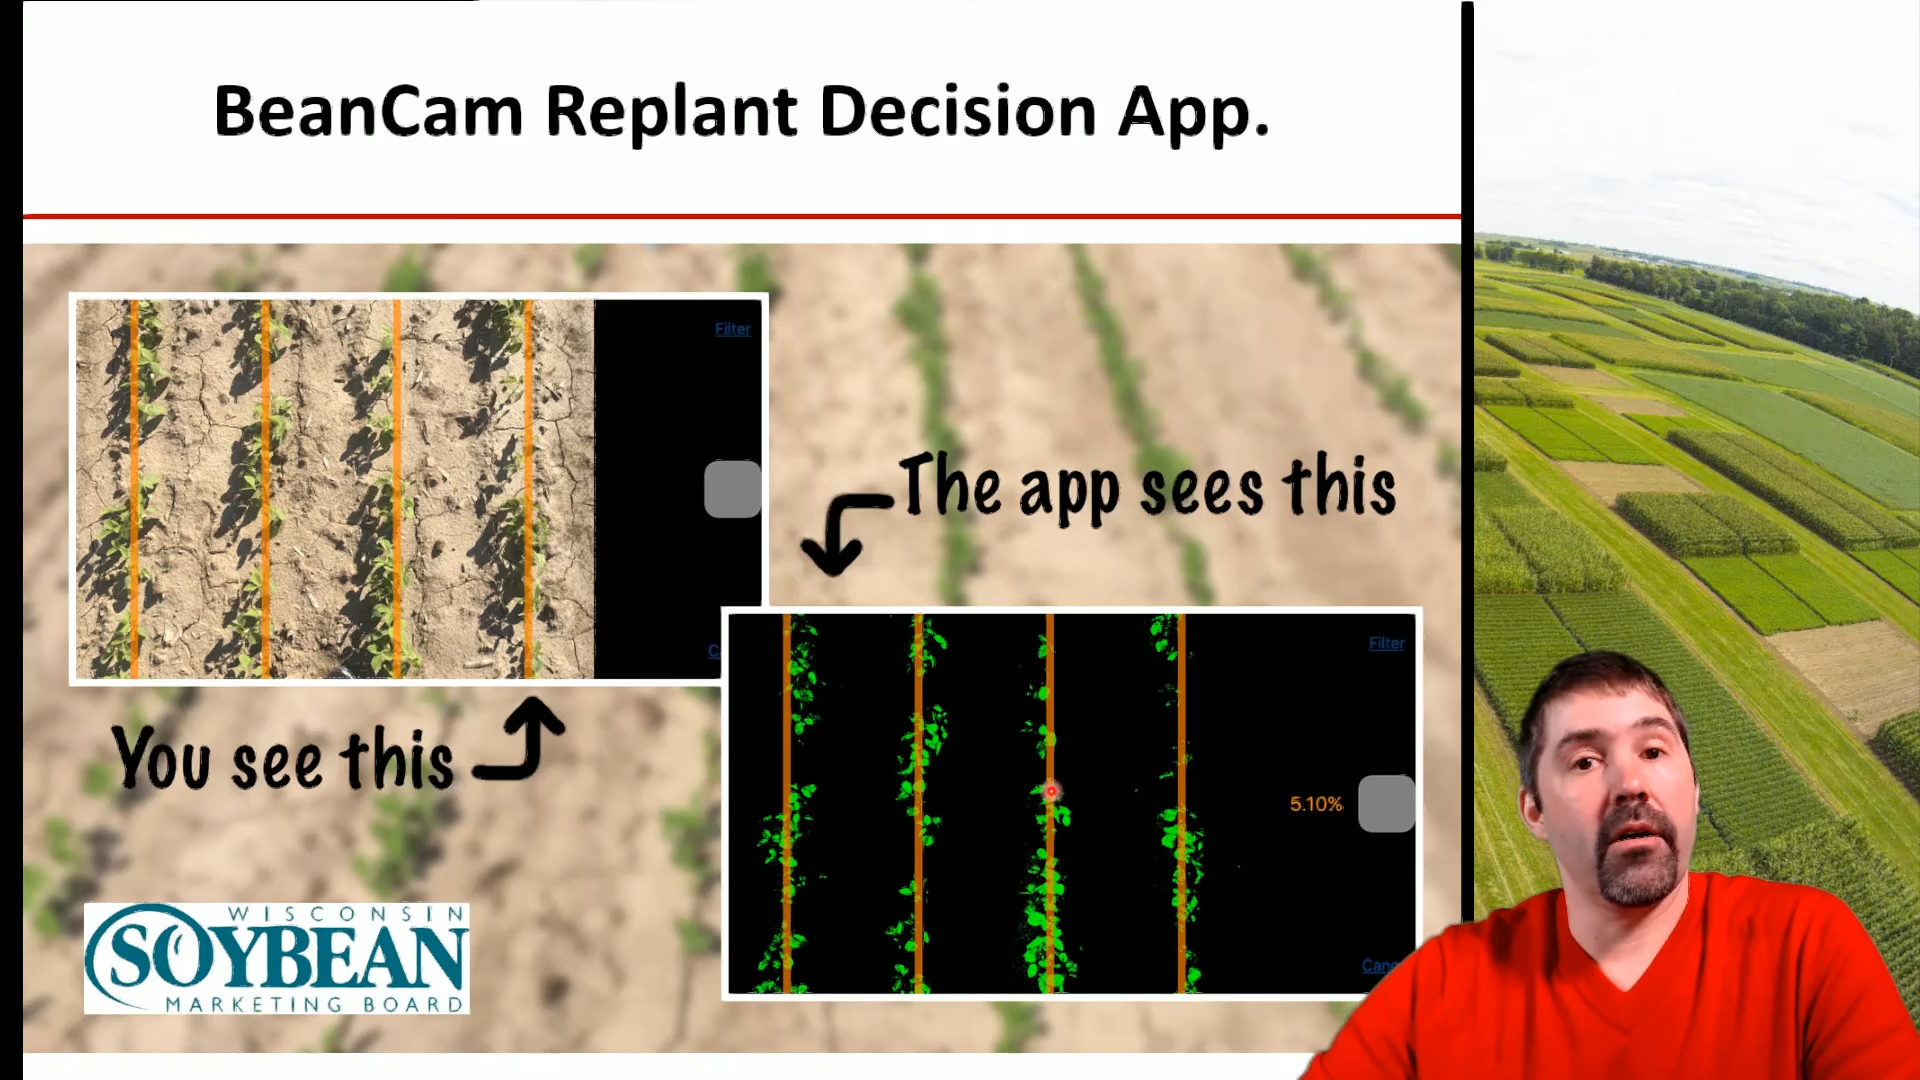 BeanCam Replant Decision App.
Filter
The app sees this
You see this
Filter
5.10%
WISCONSIN
SOYBEAN
MARKETING BOARD